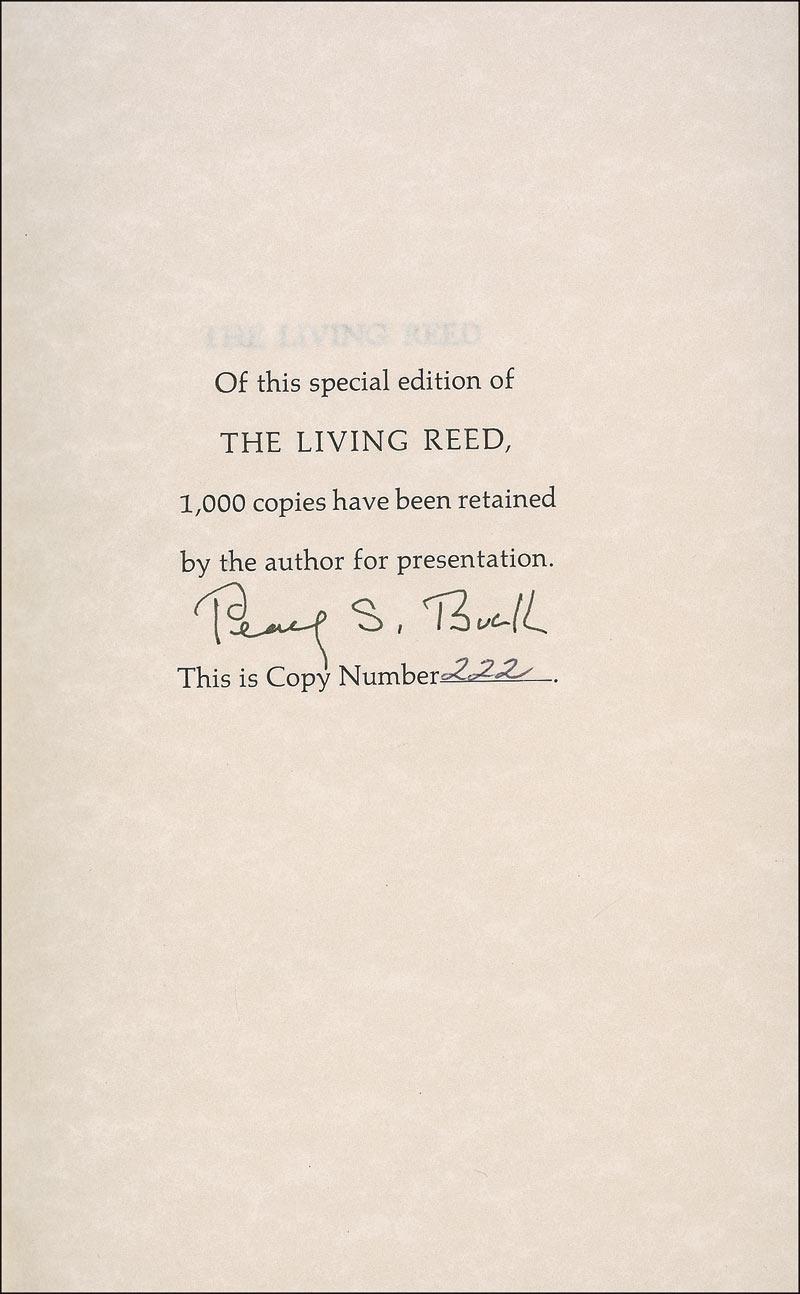 THE LIVING REED
Of this special edition of
THE LIVING REED,
1,000 copies have been retained
by the author for presentation.
Pearl S. Buck
This is Copy Number 222.